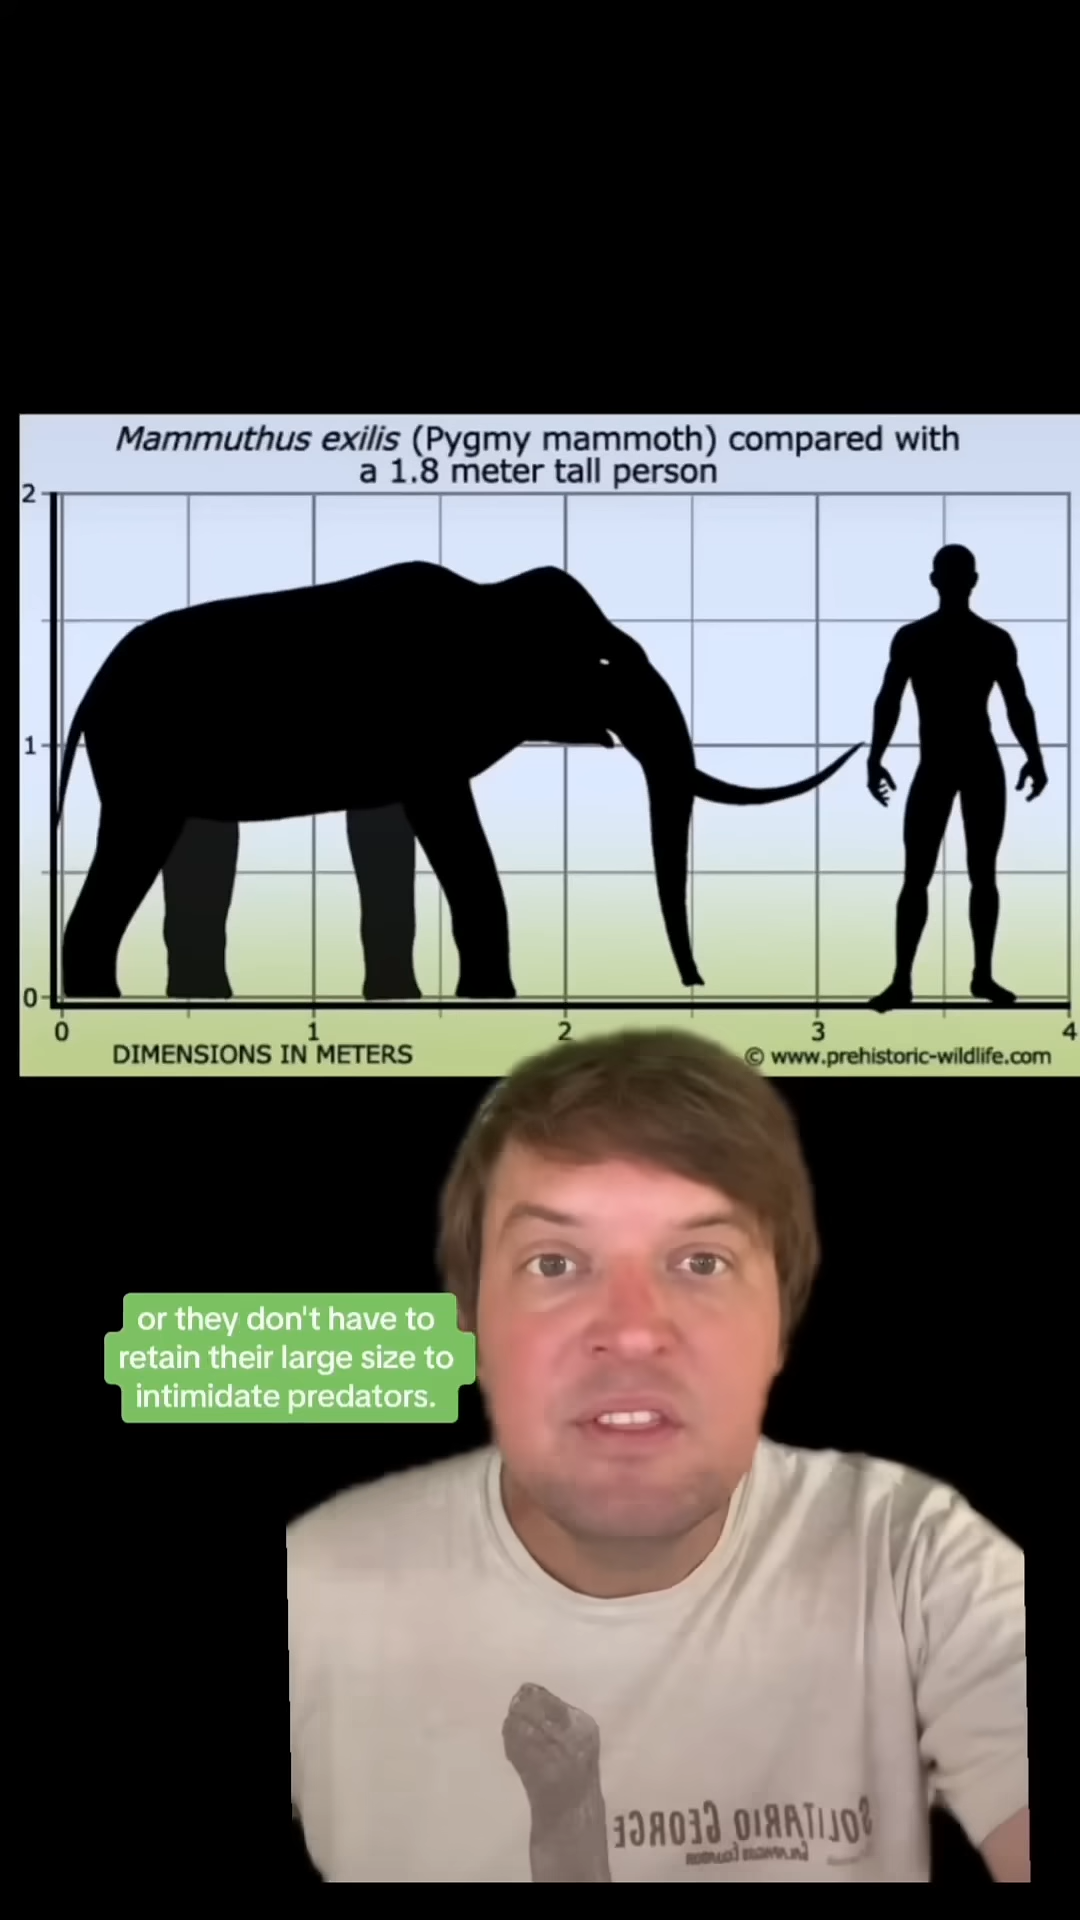 Mammuthus exilis (Pygmy mammoth) compared with
a 1.8 meter tall person
2
1
0
0 1 2 3 4
DIMENSIONS IN METERS © www.prehistoric-wildlife.com
or they don't have to
retain their large size to
intimidate predators.
SOLITARIO GEORGE